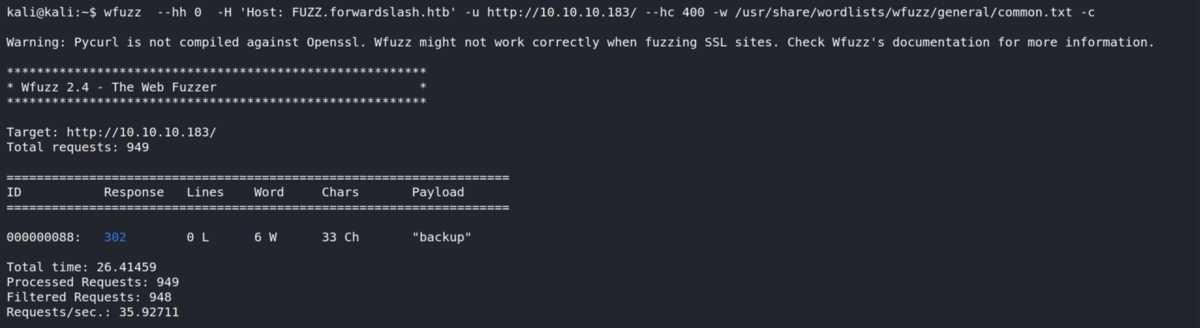 kali@kali:~$ wfuzz  --hh 0  -H 'Host: FUZZ.forwardslash.htb' -u http://10.10.10.183/ --hc 400 -w /usr/share/wordlists/wfuzz/general/common.txt -c
Warning: Pycurl is not compiled against Openssl. Wfuzz might not work correctly when fuzzing SSL sites. Check Wfuzz's documentation for more information.
********************************************************
* Wfuzz 2.4 - The Web Fuzzer                           *
********************************************************
Target: http://10.10.10.183/
Total requests: 949
===================================================================
ID           Response   Lines    Word     Chars       Payload
===================================================================
000000088:   302        0 L      6 W      33 Ch       "backup"
Total time: 26.41459
Processed Requests: 949
Filtered Requests: 948
Requests/sec.: 35.92711